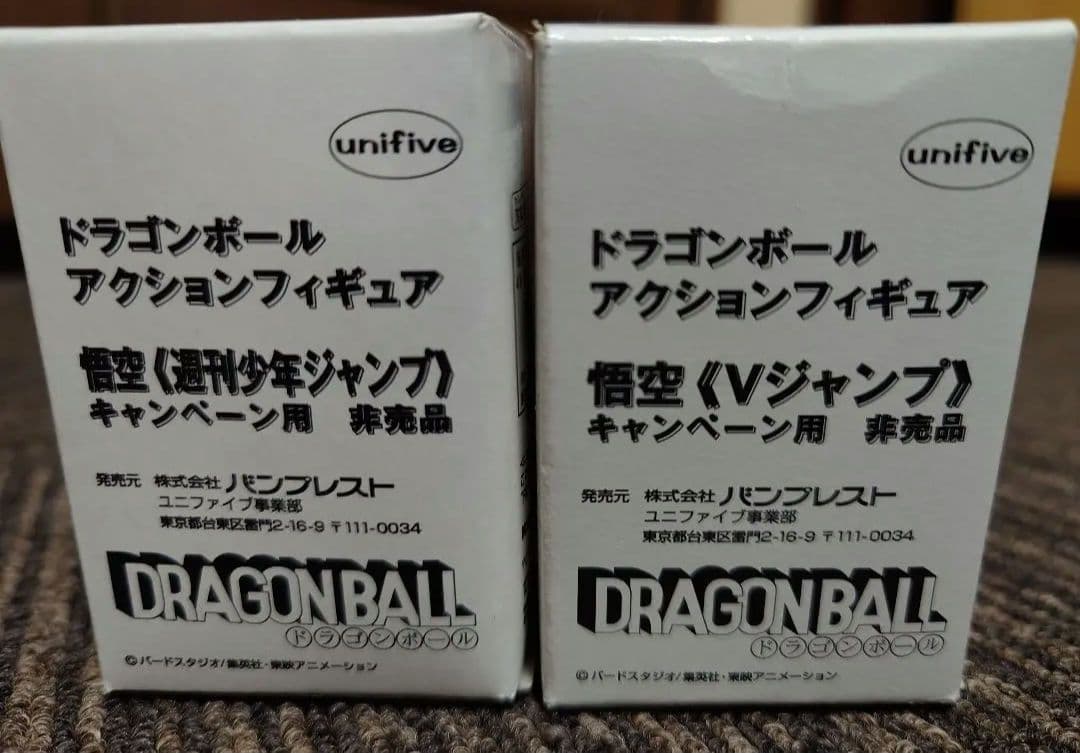 unifive
ドラゴンボール
アクションフィギュア
悟空《週刊少年ジャンプ》
キャンペーン用 非売品
発売元 株式会社 バンプレスト
ユニファイブ事業部
東京都台東区雷門2-16-9 〒111-0034
DRAGON BALL
ドラゴンボール
©バードスタジオ/集英社・東映アニメーション
unifive
ドラゴンボール
アクションフィギュア
悟空《Vジャンプ》
キャンペーン用 非売品
発売元 株式会社 バンプレスト
ユニファイブ事業部
東京都台東区雷門2-16-9 〒111-0034
DRAGON BALL
ドラゴンボール
©バードスタジオ/集英社・東映アニメーション